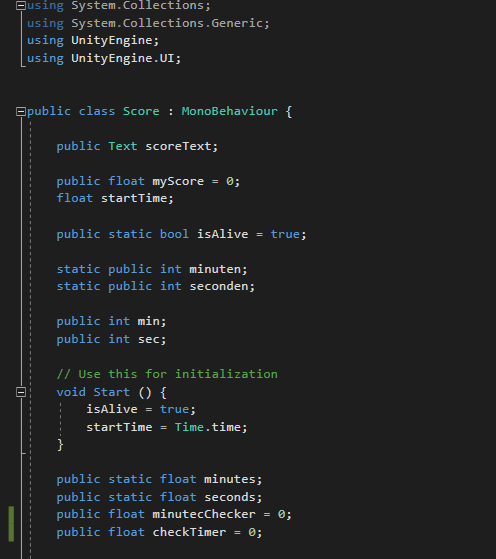 using System.Collections;
using System.Collections.Generic;
using UnityEngine;
using UnityEngine.UI;
public class Score : MonoBehaviour {
public Text scoreText;
public float myScore = 0;
float startTime;
public static bool isAlive = true;
static public int minuten;
static public int seconden;
public int min;
public int sec;
// Use this for initialization
void Start () {
isAlive = true;
startTime = Time.time;
}
public static float minutes;
public static float seconds;
public float minutecChecker = 0;
public float checkTimer = 0;